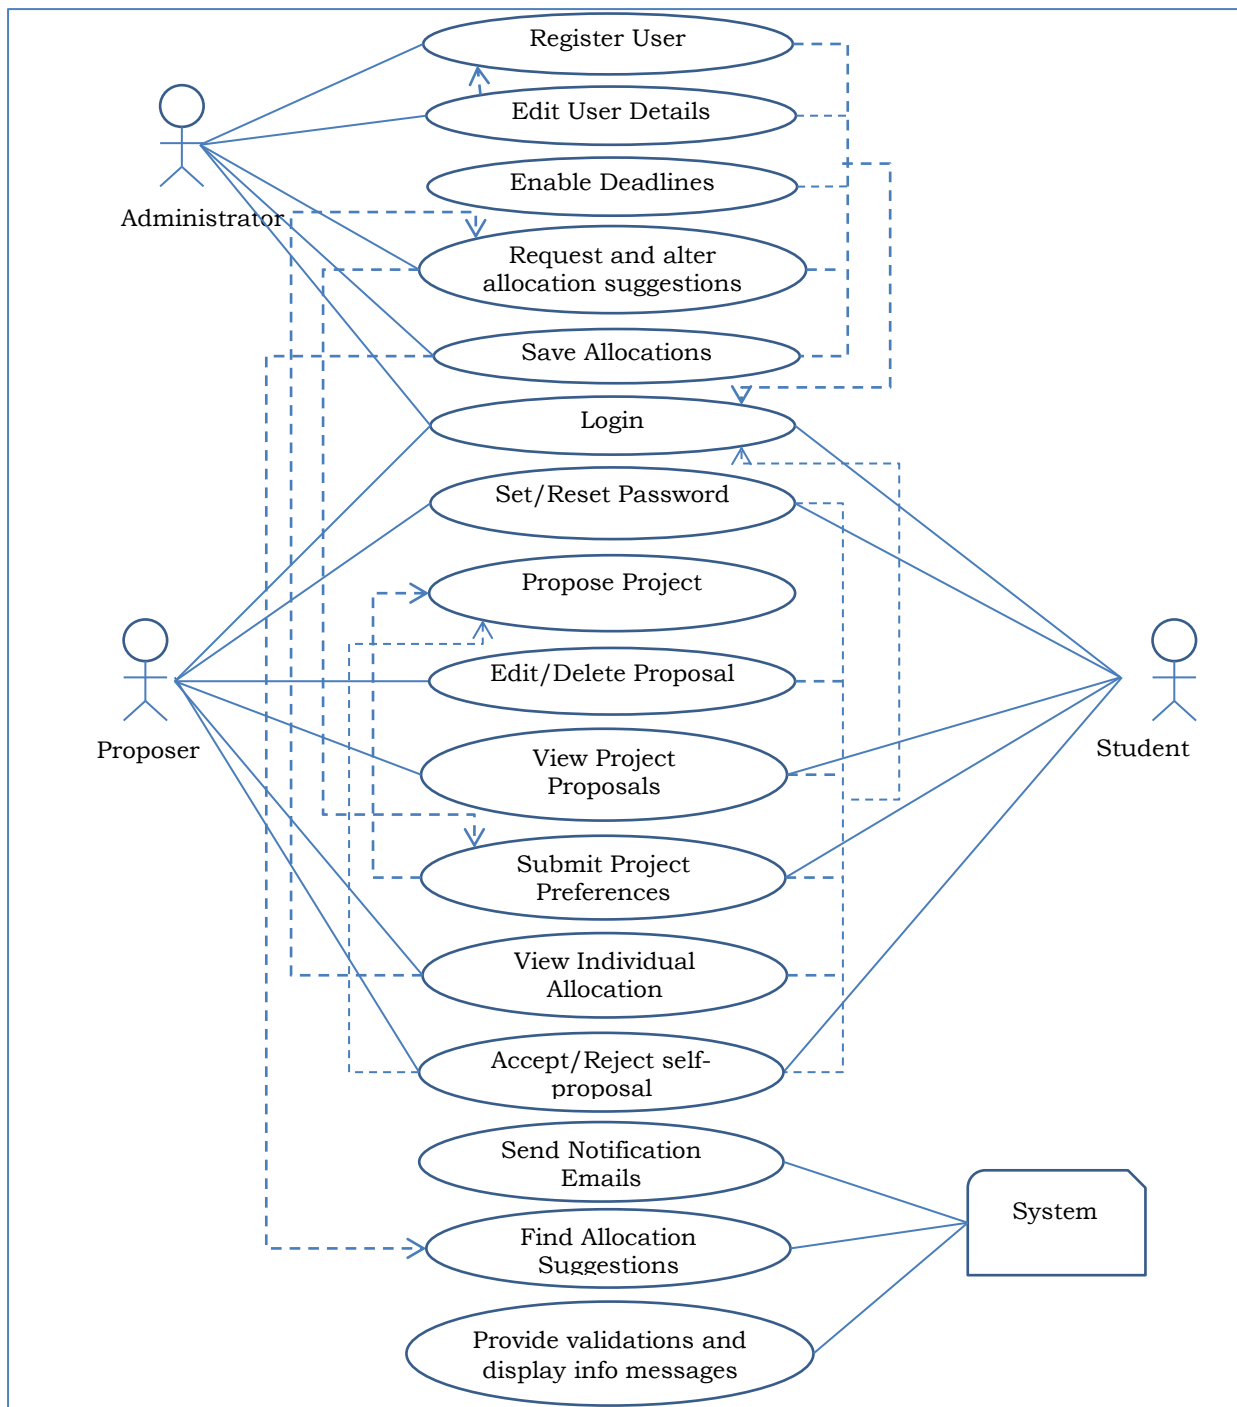 Register User
Edit User Details
Enable Deadlines
Administrator
Request and alter
allocation suggestions
Save Allocations
Login
Set/Reset Password
Propose Project
Edit/Delete Proposal
Proposer
Student
View Project
Proposals
Submit Project
Preferences
View Individual
Allocation
Accept/Reject self-
proposal
Send Notification
Emails
System
Find Allocation
Suggestions
Provide validations and
display info messages